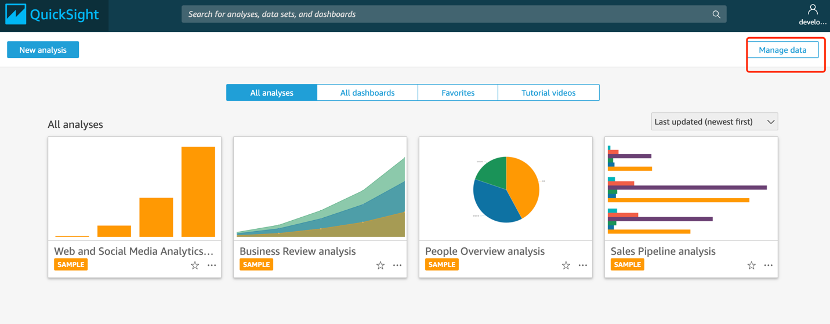 QuickSight
Search for analyses, data sets, and dashboards
develo...
New analysis
Manage data
All analyses
All dashboards
Favorites
Tutorial videos
All analyses
Last updated (newest first)
Web and Social Media Analytics...
SAMPLE
Business Review analysis
SAMPLE
People Overview analysis
SAMPLE
Sales Pipeline analysis
SAMPLE